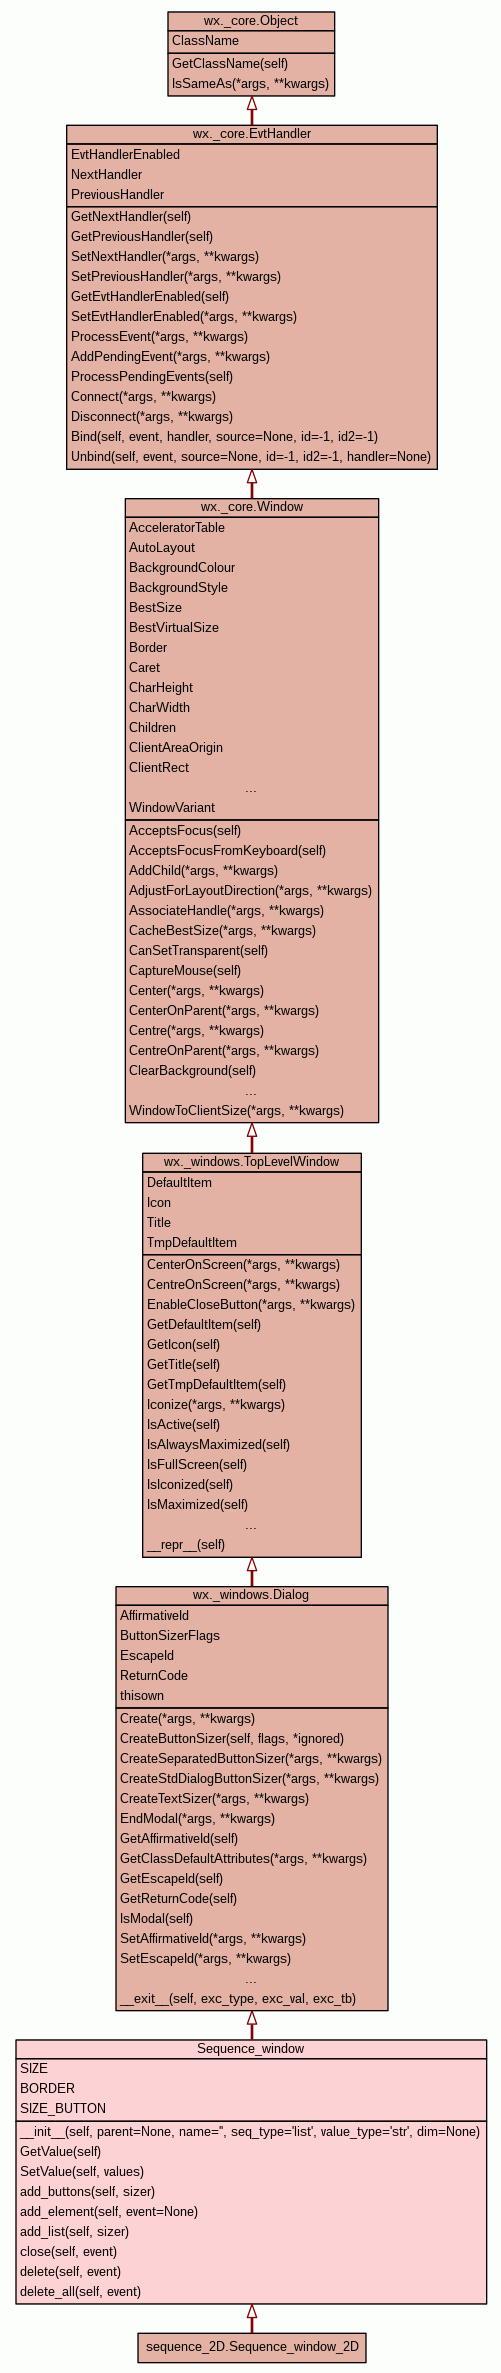 wx._core.Object
ClassName
GetClassName(self)
IsSameAs(*args, **kwargs)
wx._core.EvtHandler
EvtHandlerEnabled
NextHandler
PreviousHandler
GetNextHandler(self)
GetPreviousHandler(self)
SetNextHandler(*args, **kwargs)
SetPreviousHandler(*args, **kwargs)
GetEvtHandlerEnabled(self)
SetEvtHandlerEnabled(*args, **kwargs)
ProcessEvent(*args, **kwargs)
AddPendingEvent(*args, **kwargs)
ProcessPendingEvents(self)
Connect(*args, **kwargs)
Disconnect(*args, **kwargs)
Bind(self, event, handler, source=None, id=-1, id2=-1)
Unbind(self, event, source=None, id=-1, id2=-1, handler=None)
wx._core.Window
AcceleratorTable
AutoLayout
BackgroundColour
BackgroundStyle
BestSize
BestVirtualSize
Border
Caret
CharHeight
CharWidth
Children
ClientAreaOrigin
ClientRect
...
WindowVariant
AcceptsFocus(self)
AcceptsFocusFromKeyboard(self)
AddChild(*args, **kwargs)
AdjustForLayoutDirection(*args, **kwargs)
AssociateHandle(*args, **kwargs)
CacheBestSize(*args, **kwargs)
CanSetTransparent(self)
CaptureMouse(self)
Center(*args, **kwargs)
CenterOnParent(*args, **kwargs)
Centre(*args, **kwargs)
CentreOnParent(*args, **kwargs)
ClearBackground(self)
...
WindowToClientSize(*args, **kwargs)
wx._windows.TopLevelWindow
DefaultItem
Icon
Title
TmpDefaultItem
CenterOnScreen(*args, **kwargs)
CentreOnScreen(*args, **kwargs)
EnableCloseButton(*args, **kwargs)
GetDefaultItem(self)
GetIcon(self)
GetTitle(self)
GetTmpDefaultItem(self)
Iconize(*args, **kwargs)
IsActive(self)
IsAlwaysMaximized(self)
IsFullScreen(self)
IsIconized(self)
IsMaximized(self)
...
__repr__(self)
wx._windows.Dialog
AffirmativeId
ButtonSizerFlags
EscapeId
ReturnCode
thisown
Create(*args, **kwargs)
CreateButtonSizer(self, flags, *ignored)
CreateSeparatedButtonSizer(*args, **kwargs)
CreateStdDialogButtonSizer(*args, **kwargs)
CreateTextSizer(*args, **kwargs)
EndModal(*args, **kwargs)
GetAffirmativeId(self)
GetClassDefaultAttributes(*args, **kwargs)
GetEscapeId(self)
GetReturnCode(self)
IsModal(self)
SetAffirmativeId(*args, **kwargs)
SetEscapeId(*args, **kwargs)
...
__exit__(self, exc_type, exc_val, exc_tb)
Sequence_window
SIZE
BORDER
SIZE_BUTTON
__init__(self, parent=None, name='', seq_type='list', value_type='str', dim=None)
GetValue(self)
SetValue(self, values)
add_buttons(self, sizer)
add_element(self, event=None)
add_list(self, sizer)
close(self, event)
delete(self, event)
delete_all(self, event)
sequence_2D.Sequence_window_2D